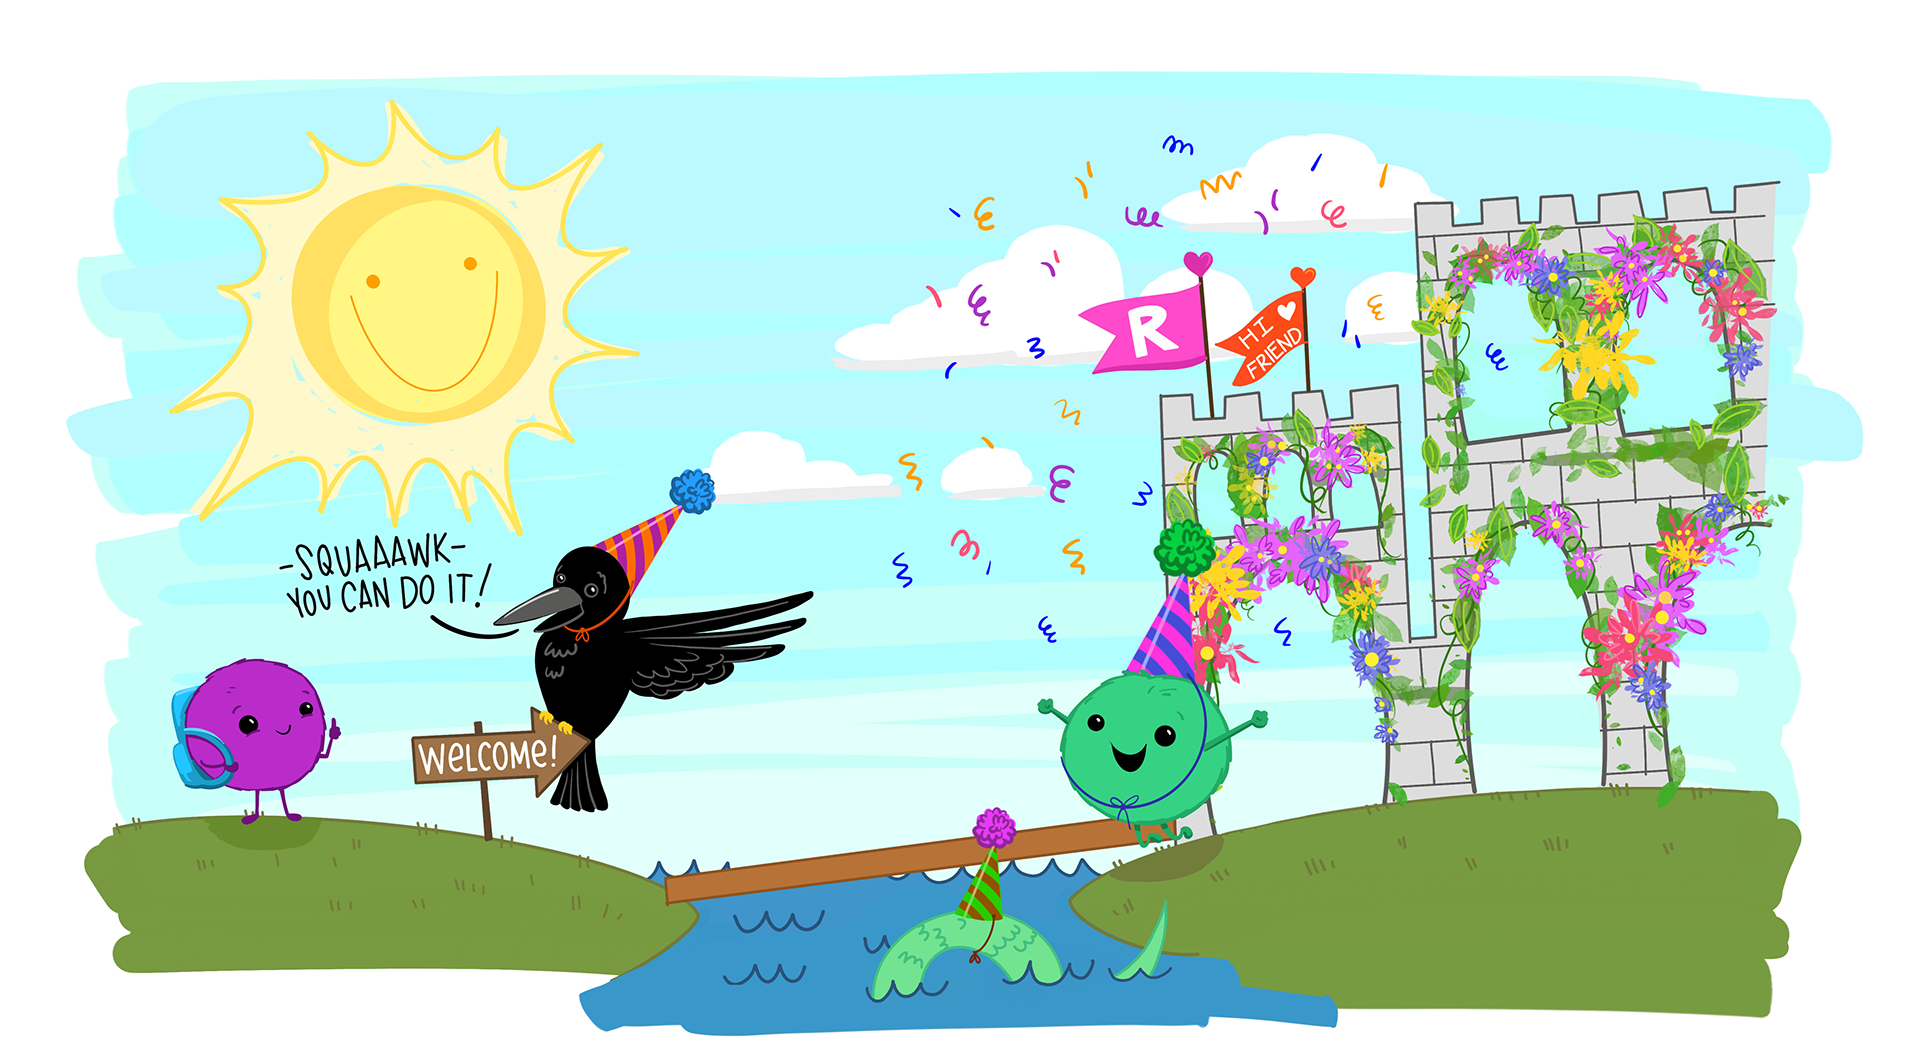 -SQUAAAWK-
YOU CAN DO IT!
WELCOME!
R
HI
FRIEND